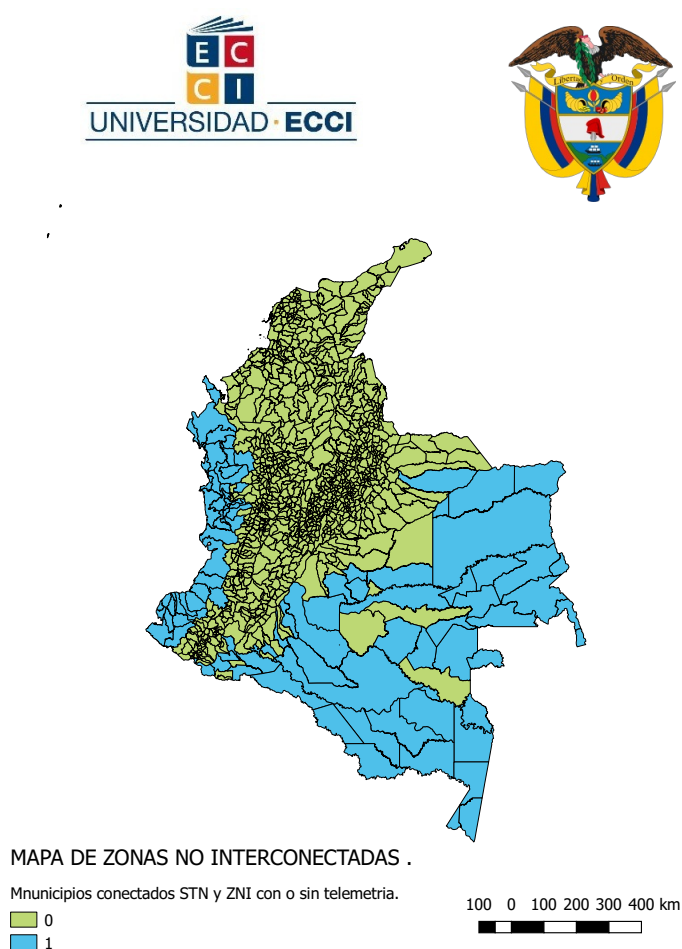 E C
C I
UNIVERSIDAD · ECCI
Libertad Orden
MAPA DE ZONAS NO INTERCONECTADAS .
Mnunicipios conectados STN y ZNI con o sin telemetria.
0
1
100 0 100 200 300 400 km